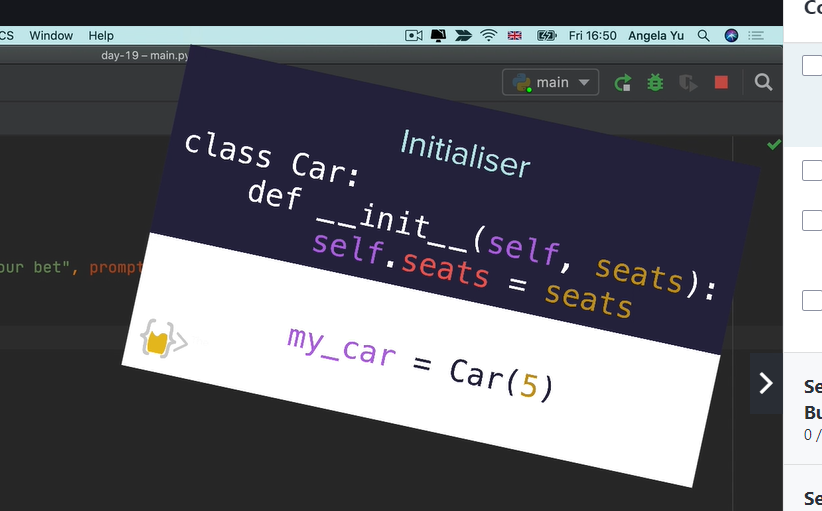 CS Window Help Fri 16:50 Angela Yu
day-19 – main.py
main
Initialiser
class Car:
def __init__(self, seats):
self.seats = seats
my_car = Car(5)
our bet", prompt
Co
Se
Bu
0 /
Se